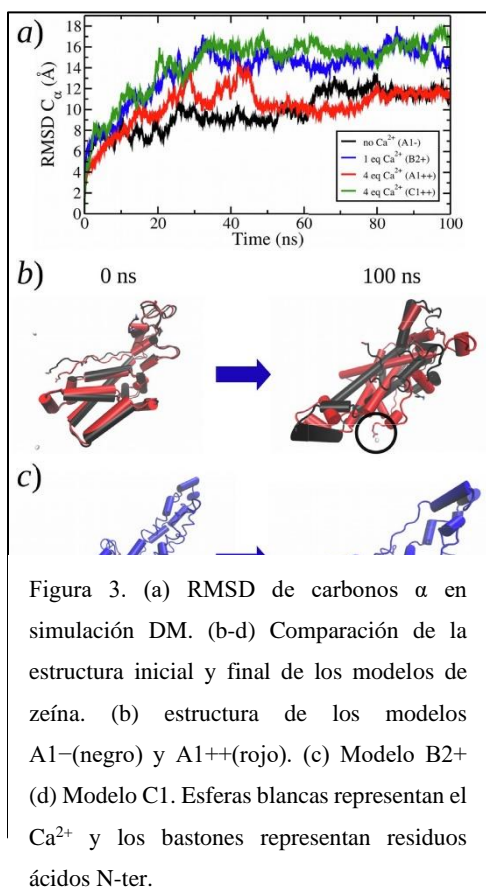 a)
18
16
14
12
10
8
6
4
2
0
RMSD Cα (Å)
no Ca²⁺ (A1-)
1 eq Ca²⁺ (B2+)
4 eq Ca²⁺ (A1++)
4 eq Ca²⁺ (C1++)
0 20 40 60 80 100
Time (ns)
b) 0 ns 100 ns
c)
Figura 3. (a) RMSD de carbonos α en
simulación DM. (b-d) Comparación de la
estructura inicial y final de los modelos de
zeína. (b) estructura de los modelos
A1−(negro) y A1++(rojo). (c) Modelo B2+
(d) Modelo C1. Esferas blancas representan el
Ca²⁺ y los bastones representan residuos
ácidos N-ter.